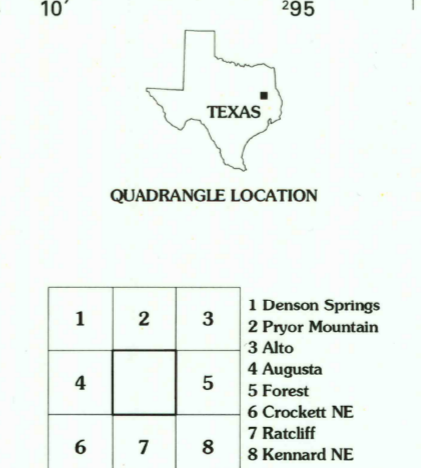 10' ²95
TEXAS
QUADRANGLE LOCATION
1 2 3
4 5
6 7 8
1 Denson Springs
2 Pryor Mountain
3 Alto
4 Augusta
5 Forest
6 Crockett NE
7 Ratcliff
8 Kennard NE